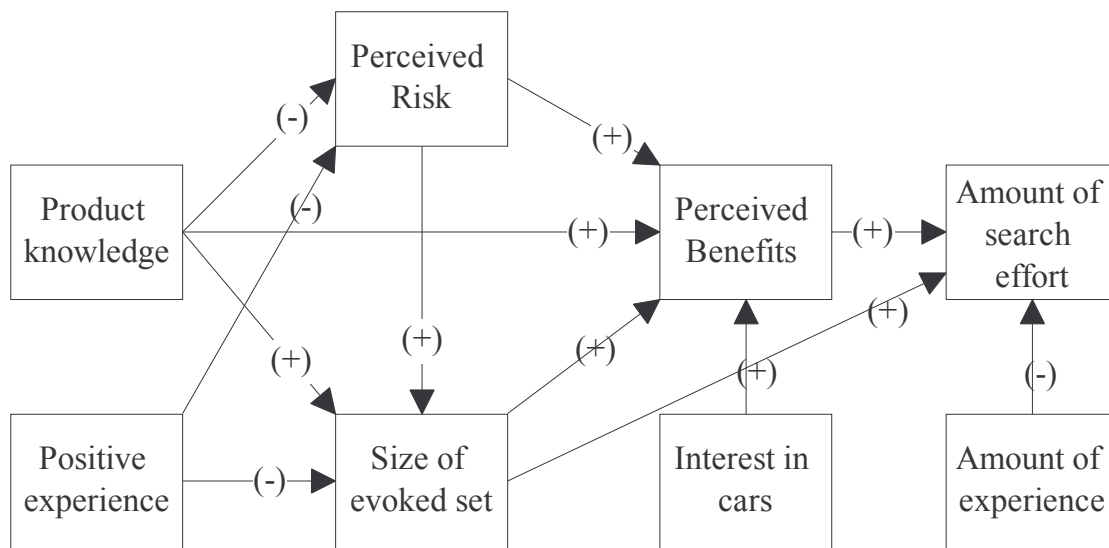 Perceived
Risk
(-)
(+)
Product
knowledge
(-)
(+)
Perceived
Benefits
(+)
Amount of
search
effort
(+)
(+)
(+)
(+)
(+)
(-)
Positive
experience
(-)
Size of
evoked set
Interest in
cars
Amount of
experience